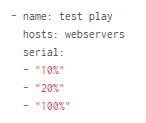 - name: test play
hosts: webservers
serial:
- "10%"
- "20%"
- "100%"